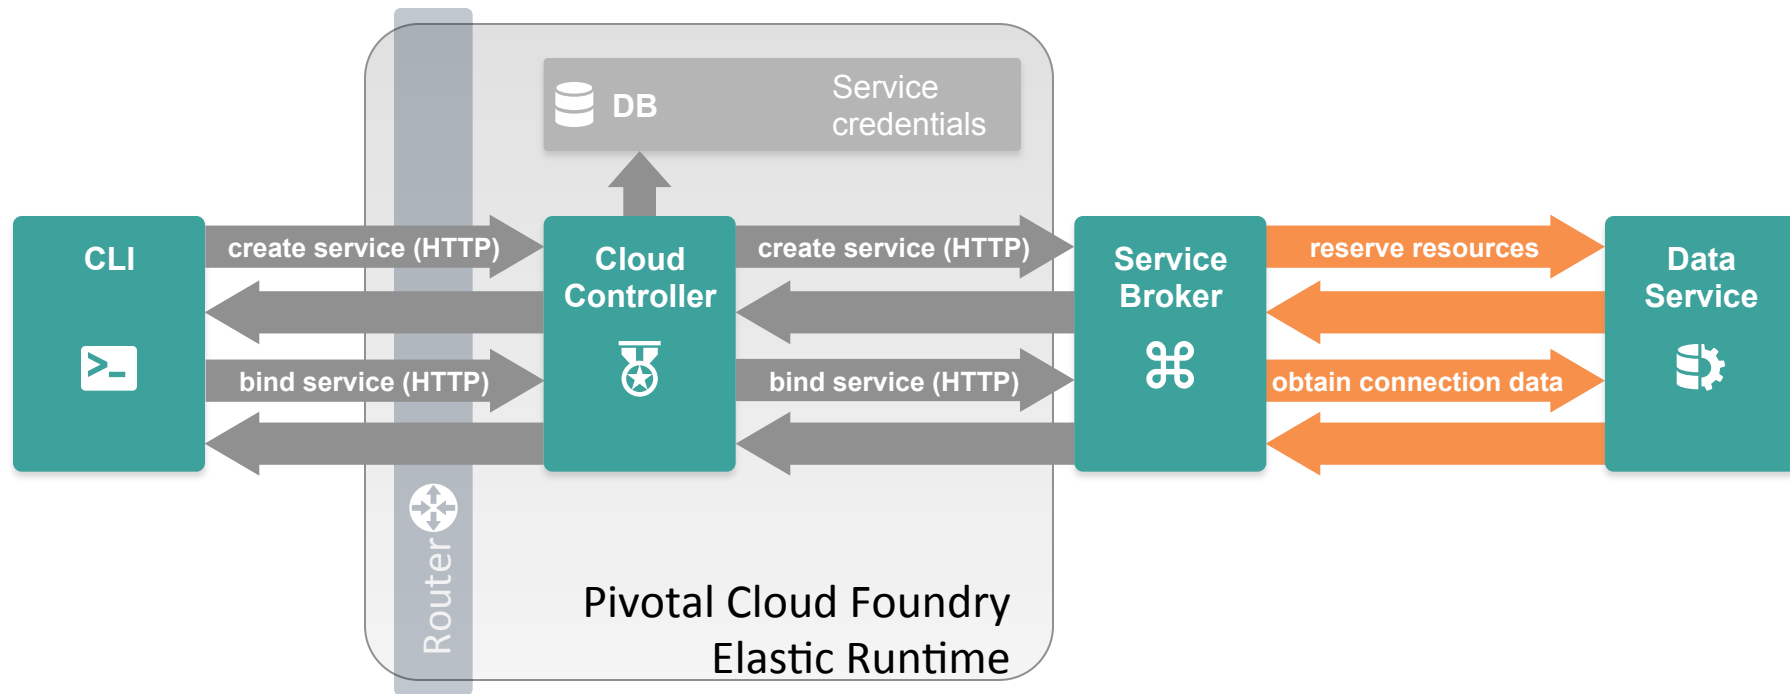 DB
Service
credentials
CLI
create service (HTTP)
bind service (HTTP)
Cloud
Controller
create service (HTTP)
bind service (HTTP)
Service
Broker
reserve resources
obtain connection data
Data
Service
Router
Pivotal Cloud Foundry
Elastic Runtime